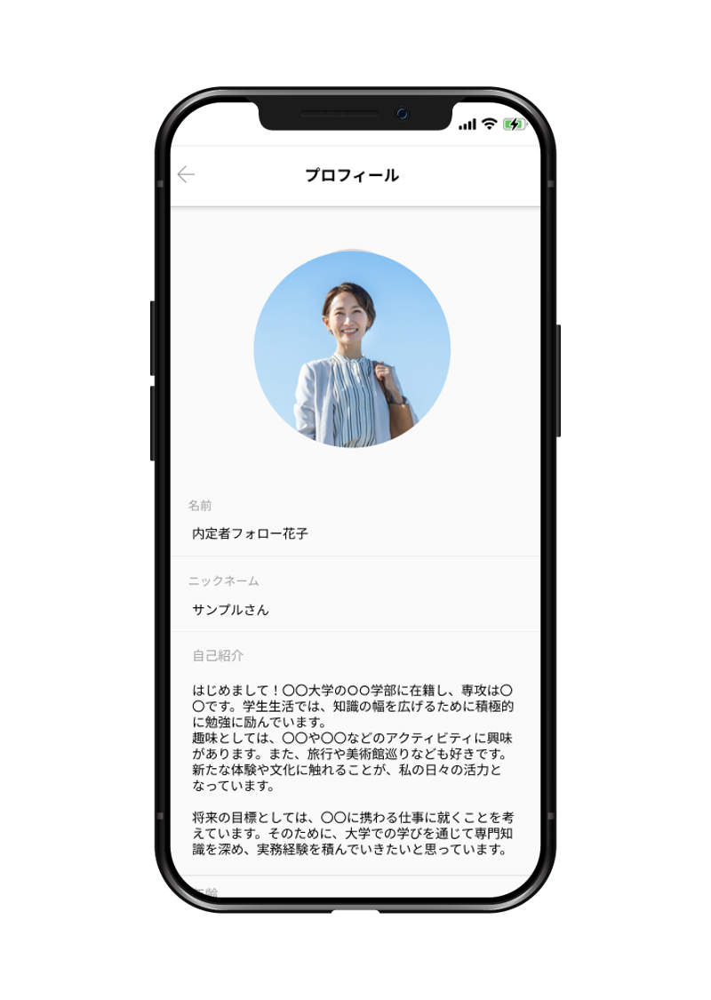 プロフィール
名前
内定者フォロー花子
ニックネーム
サンプルさん
自己紹介
はじめまして！〇〇大学の○○学部に在籍し、専攻は〇
〇です。学生生活では、知識の幅を広げるために積極的
に勉強に励んでいます。
趣味としては、〇〇や〇〇などのアクティビティに興味
があります。また、旅行や美術館巡りなども好きです。
新たな体験や文化に触れることが、私の日々の活力と
なっています。
将来の目標としては、〇〇に携わる仕事に就くことを考
えています。そのために、大学での学びを通じて専門知
識を深め、実務経験を積んでいきたいと思っています。
年齢